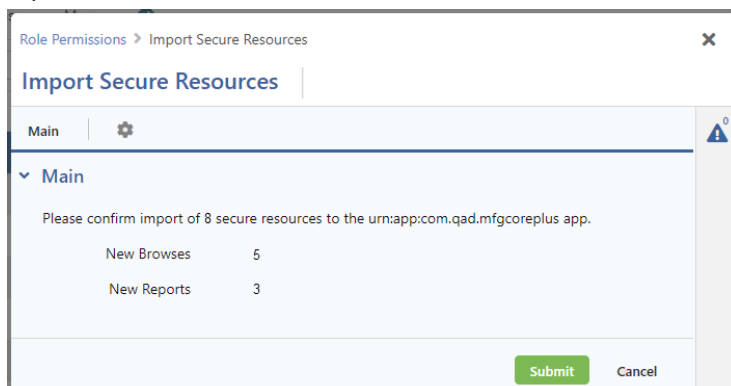 Role Permissions > Import Secure Resources
Import Secure Resources
Main
0
Main
Please confirm import of 8 secure resources to the urn:app:com.qad.mfgcoreplus app.
New Browses 5
New Reports 3
Submit Cancel